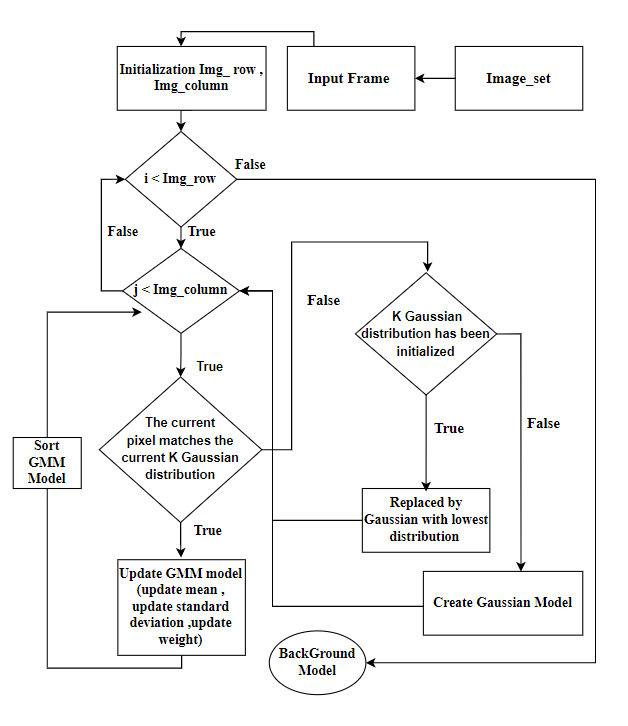 Initialization Img_ row ,
Img_column
Input Frame
Image_set
i < Img_row
False
False
True
j < Img_column
False
K Gaussian
distribution has been
initialized
True
The current
pixel matches the
current K Gaussian
distribution
True
False
Sort
GMM
Model
Replaced by
Gaussian with lowest
distribution
True
Update GMM model
(update mean ,
update standard
deviation ,update
weight)
Create Gaussian Model
BackGround
Model